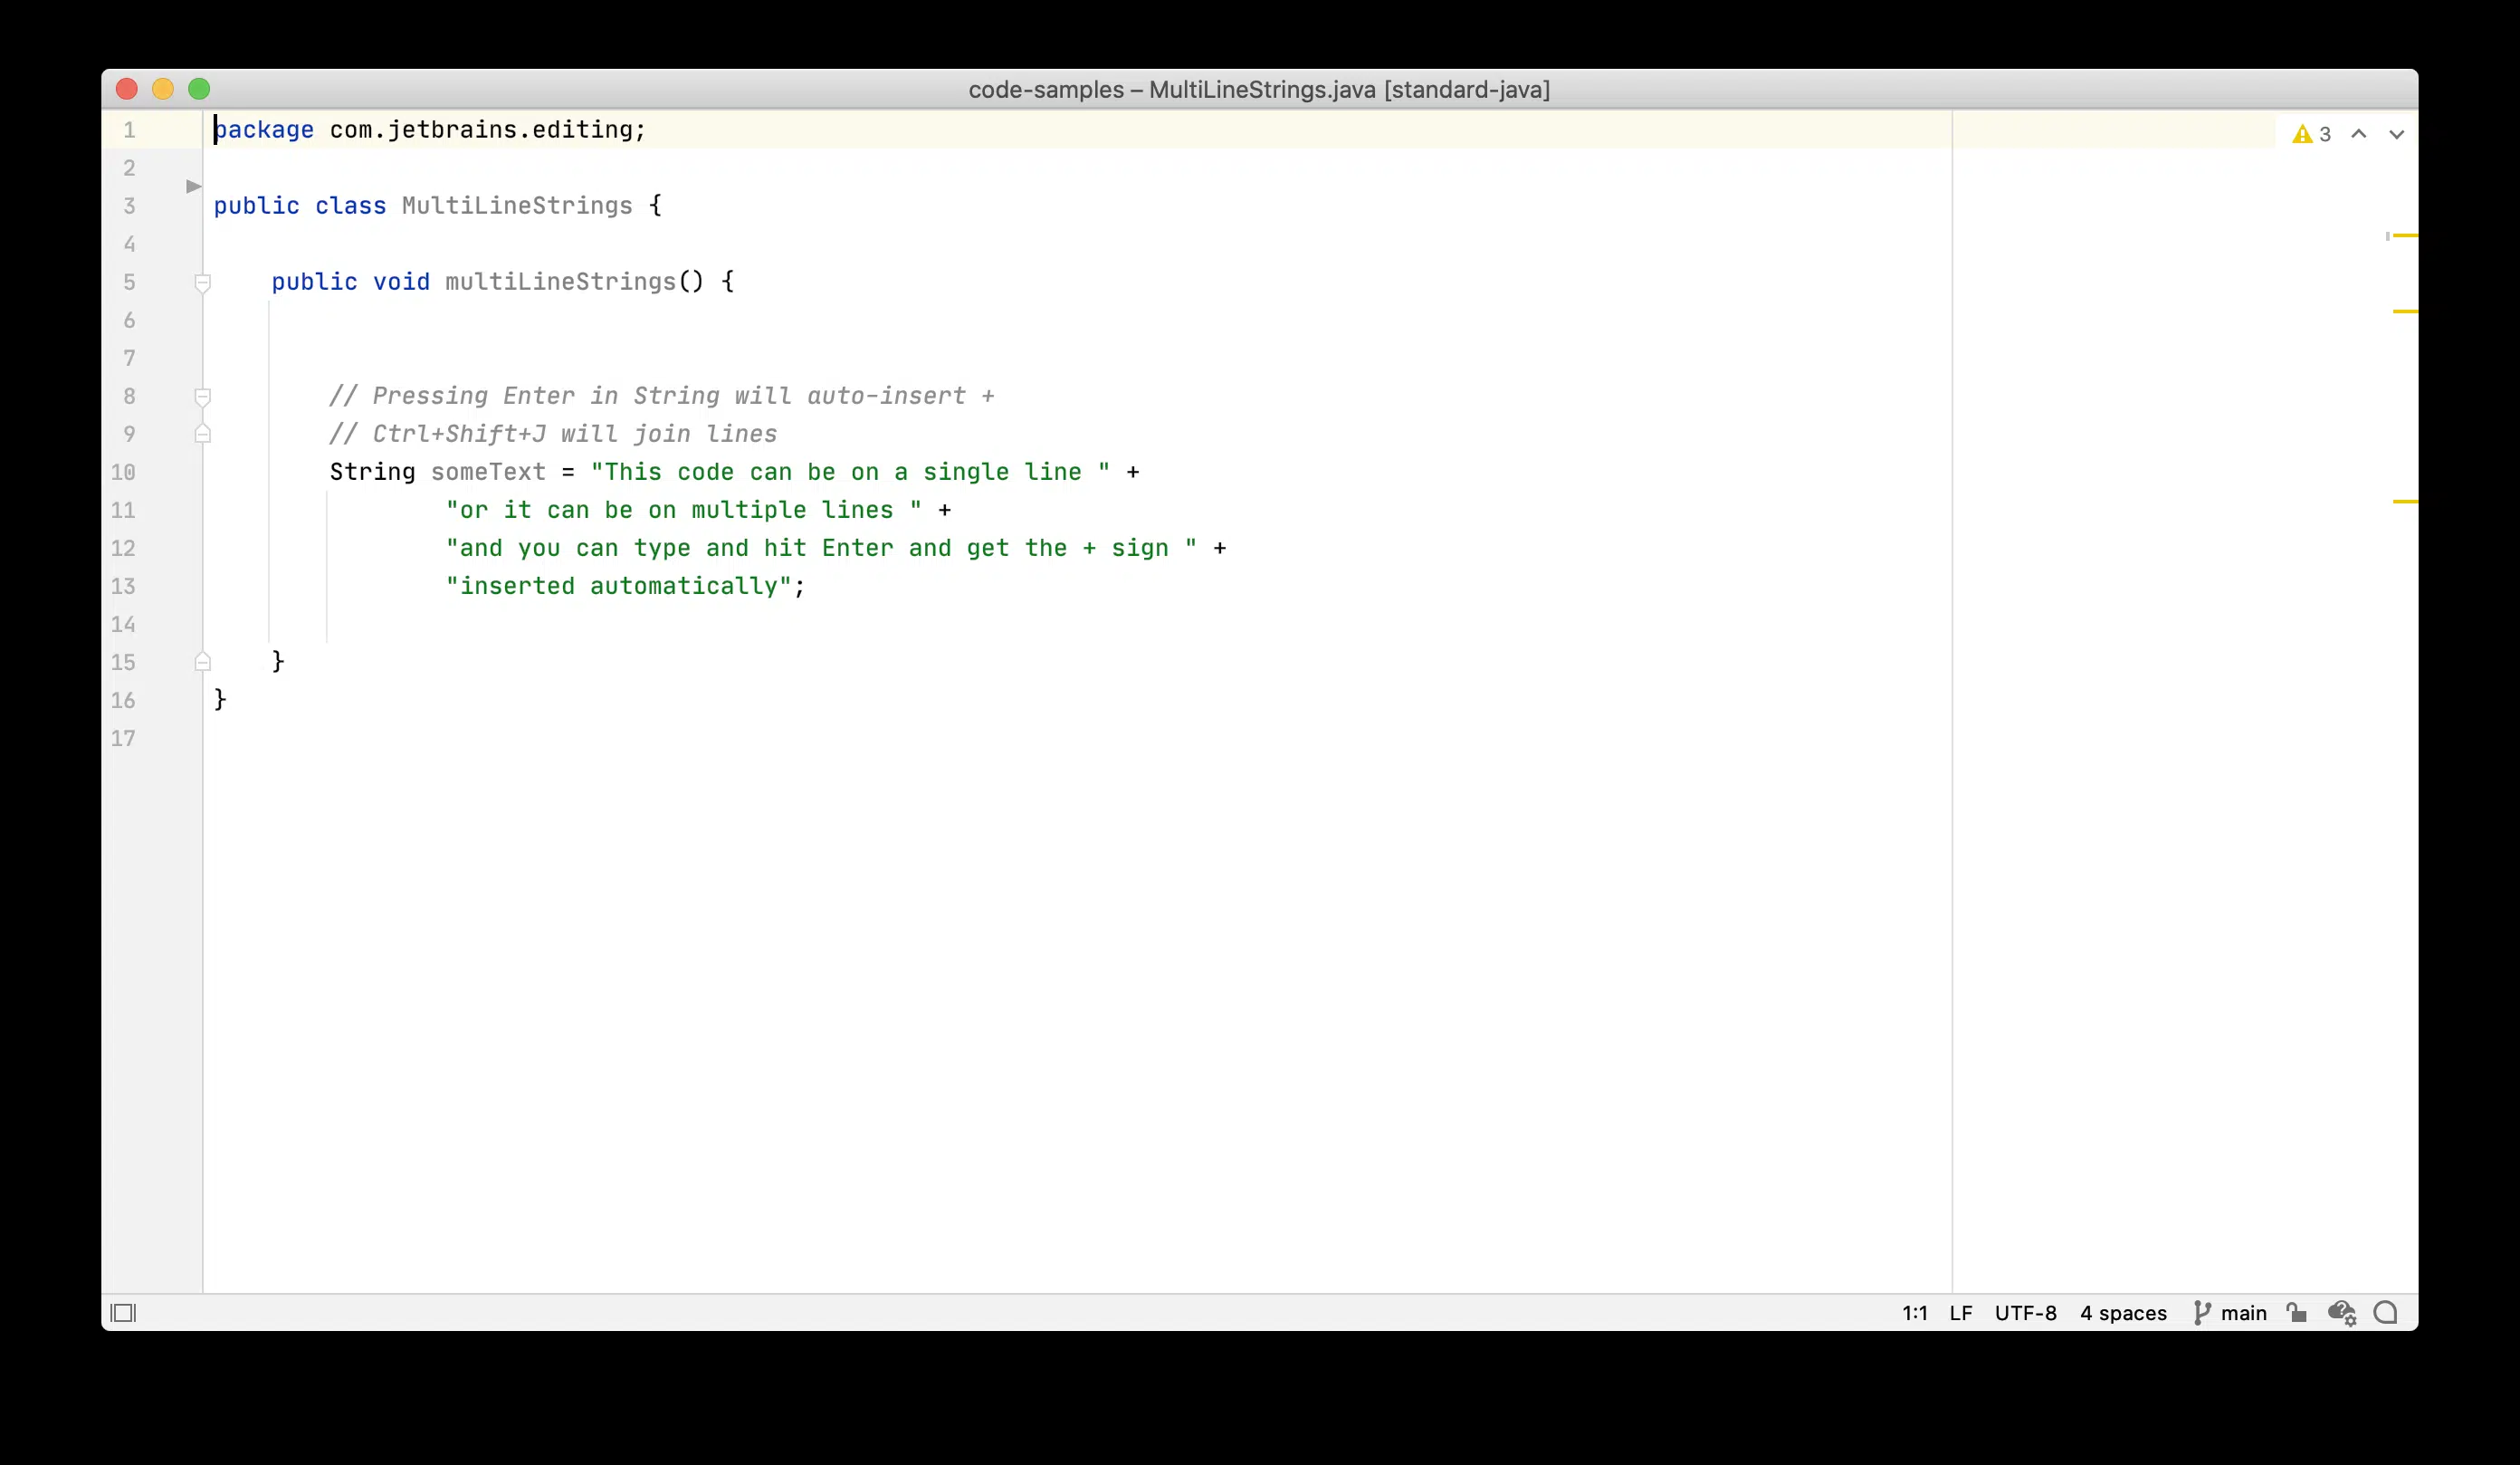 code-samples – MultiLineStrings.java [standard-java]
1 package com.jetbrains.editing;
3
2
3 public class MultiLineStrings {
4
5 public void multiLineStrings() {
6
7
8 // Pressing Enter in String will auto-insert +
9 // Ctrl+Shift+J will join lines
10 String someText = "This code can be on a single line " +
11 "or it can be on multiple lines " +
12 "and you can type and hit Enter and get the + sign " +
13 "inserted automatically";
14
15 }
16 }
17
1:1 LF UTF-8 4 spaces main